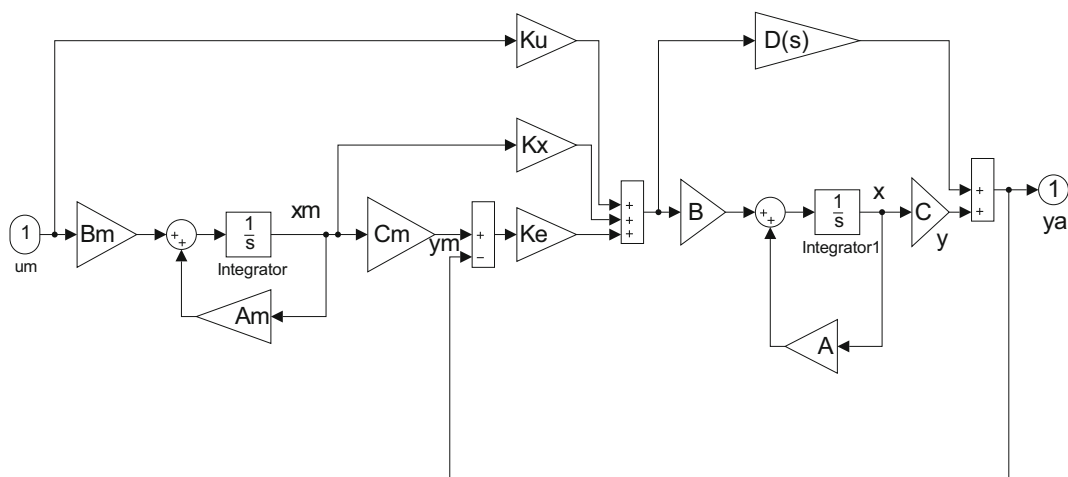 Ku
D(s)
Kx
1
um
Bm
+
+
xm
1
s
Integrator
Am
Cm
ym
+
−
Ke
+
+
+
B
+
+
1
s
Integrator1
x
A
C
y
+
+
1
ya